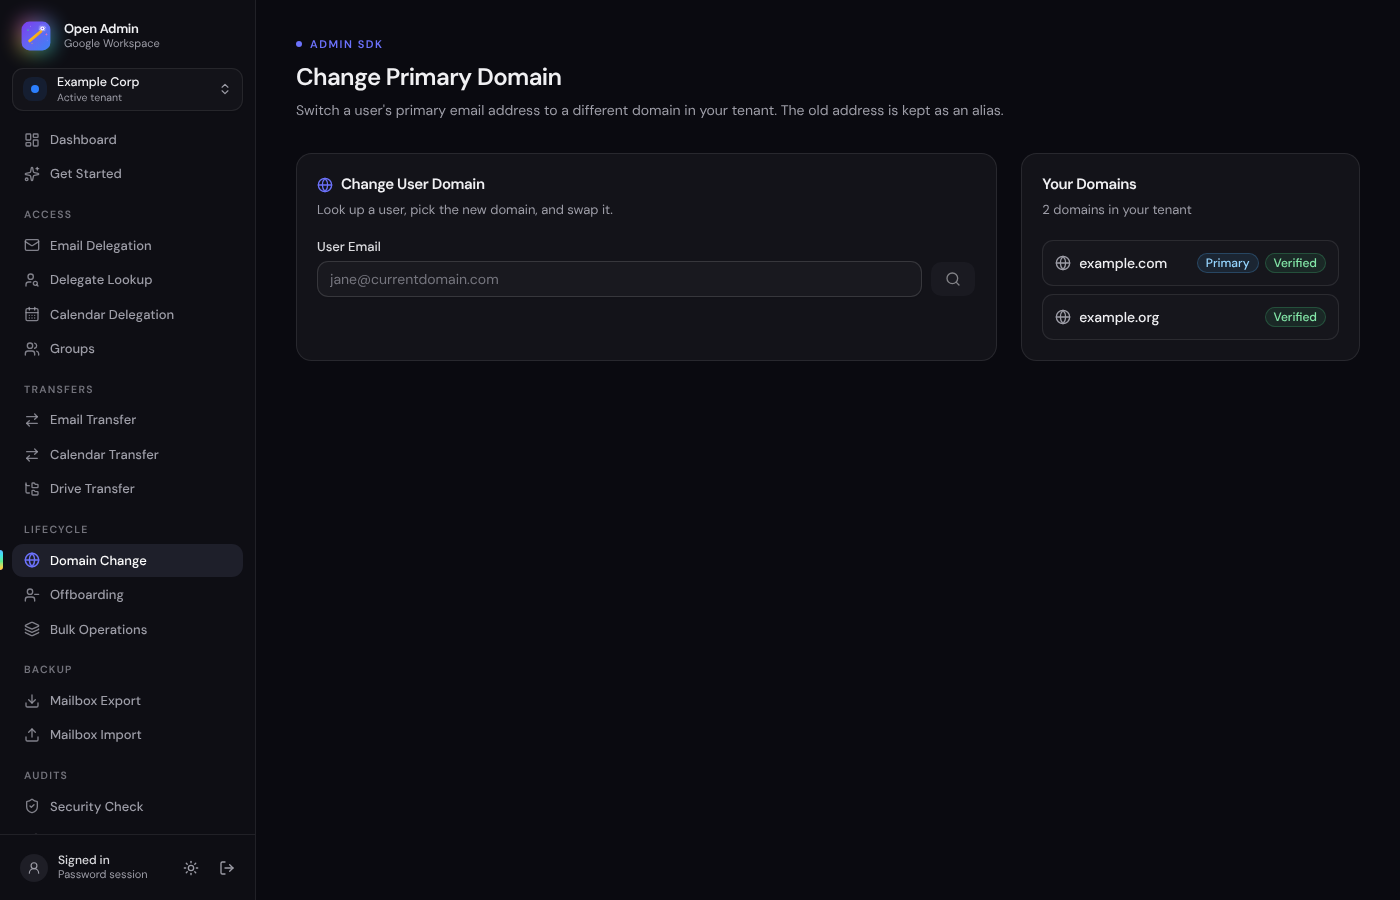 Open Admin
Google Workspace
Example Corp
Active tenant
Dashboard
Get Started
ACCESS
Email Delegation
Delegate Lookup
Calendar Delegation
Groups
TRANSFERS
Email Transfer
Calendar Transfer
Drive Transfer
LIFECYCLE
Domain Change
Offboarding
Bulk Operations
BACKUP
Mailbox Export
Mailbox Import
AUDITS
Security Check
Signed in
Password session
ADMIN SDK
Change Primary Domain
Switch a user's primary email address to a different domain in your tenant. The old address is kept as an alias.
Change User Domain
Look up a user, pick the new domain, and swap it.
User Email
jane@currentdomain.com
Your Domains
2 domains in your tenant
example.com Primary Verified
example.org Verified